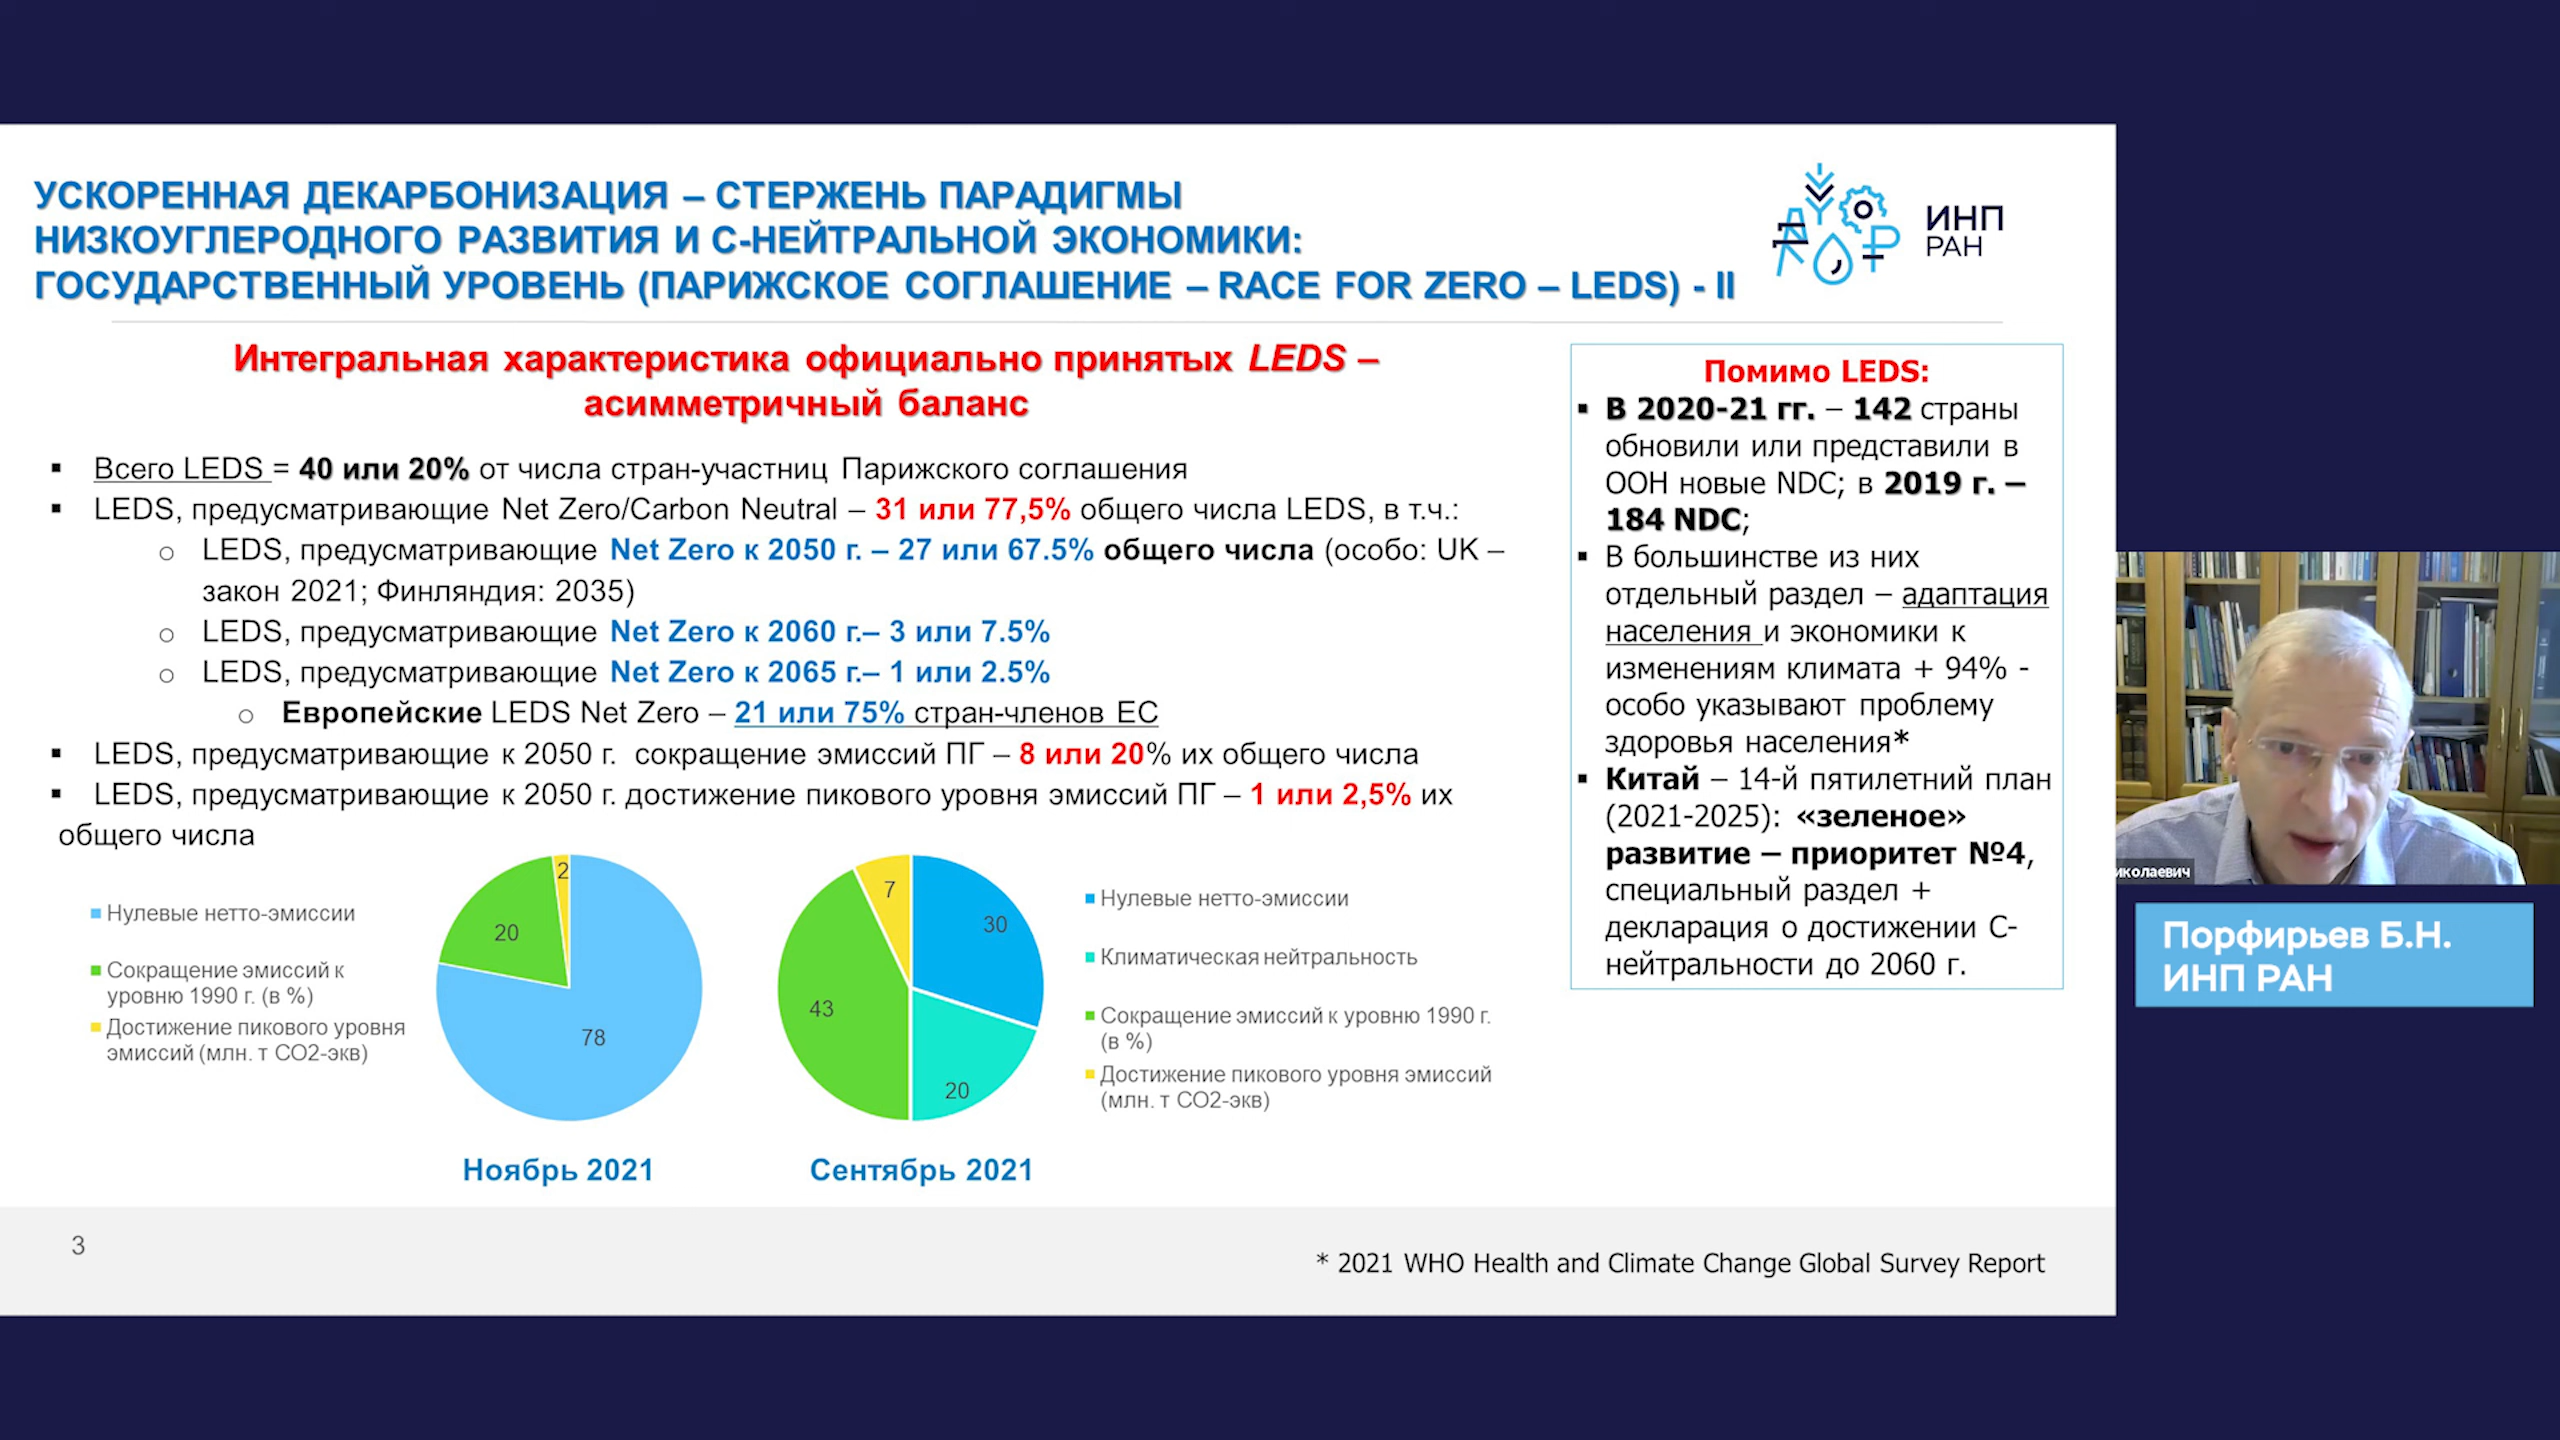 УСКОРЕННАЯ ДЕКАРБОНИЗАЦИЯ – СТЕРЖЕНЬ ПАРАДИГМЫ
НИЗКОУГЛЕРОДНОГО РАЗВИТИЯ И С-НЕЙТРАЛЬНОЙ ЭКОНОМИКИ:
ГОСУДАРСТВЕННЫЙ УРОВЕНЬ (ПАРИЖСКОЕ СОГЛАШЕНИЕ – RACE FOR ZERO – LEDS) - II
ИНП
РАН
Интегральная характеристика официально принятых LEDS –
асимметричный баланс
▪ Всего LEDS = 40 или 20% от числа стран-участниц Парижского соглашения
▪ LEDS, предусматривающие Net Zero/Carbon Neutral – 31 или 77,5% общего числа LEDS, в т.ч.:
o LEDS, предусматривающие Net Zero к 2050 г. – 27 или 67.5% общего числа (особо: UK –
закон 2021; Финляндия: 2035)
o LEDS, предусматривающие Net Zero к 2060 г.– 3 или 7.5%
o LEDS, предусматривающие Net Zero к 2065 г.– 1 или 2.5%
o Европейские LEDS Net Zero – 21 или 75% стран-членов ЕС
▪ LEDS, предусматривающие к 2050 г. сокращение эмиссий ПГ – 8 или 20% их общего числа
▪ LEDS, предусматривающие к 2050 г. достижение пикового уровня эмиссий ПГ – 1 или 2,5% их
общего числа
Нулевые нетто-эмиссии
Сокращение эмиссий к
уровню 1990 г. (в %)
Достижение пикового уровня
эмиссий (млн. т СО2-экв)
2
20
78
Ноябрь 2021
7
30
43
20
Сентябрь 2021
Нулевые нетто-эмиссии
Климатическая нейтральность
Сокращение эмиссий к уровню 1990 г.
(в %)
Достижение пикового уровня эмиссий
(млн. т СО2-экв)
Помимо LEDS:
▪ В 2020-21 гг. – 142 страны
обновили или представили в
ООН новые NDC; в 2019 г. –
184 NDC;
▪ В большинстве из них
отдельный раздел – адаптация
населения и экономики к
изменениям климата + 94% -
особо указывают проблему
здоровья населения*
▪ Китай – 14-й пятилетний план
(2021-2025): «зеленое»
развитие – приоритет №4,
специальный раздел +
декларация о достижении С-
нейтральности до 2060 г.
3
* 2021 WHO Health and Climate Change Global Survey Report
иколаевич
Порфирьев Б.Н.
ИНП РАН